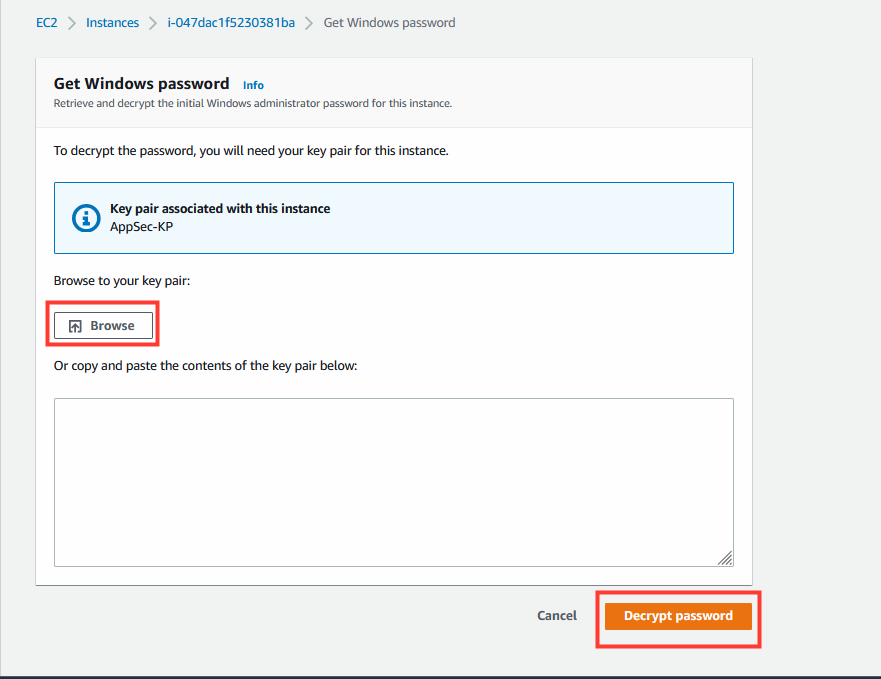 EC2 > Instances > i-047dac1f5230381ba > Get Windows password
Get Windows password Info
Retrieve and decrypt the initial Windows administrator password for this instance.
To decrypt the password, you will need your key pair for this instance.
Key pair associated with this instance
AppSec-KP
Browse to your key pair:
Browse
Or copy and paste the contents of the key pair below:
Cancel Decrypt password